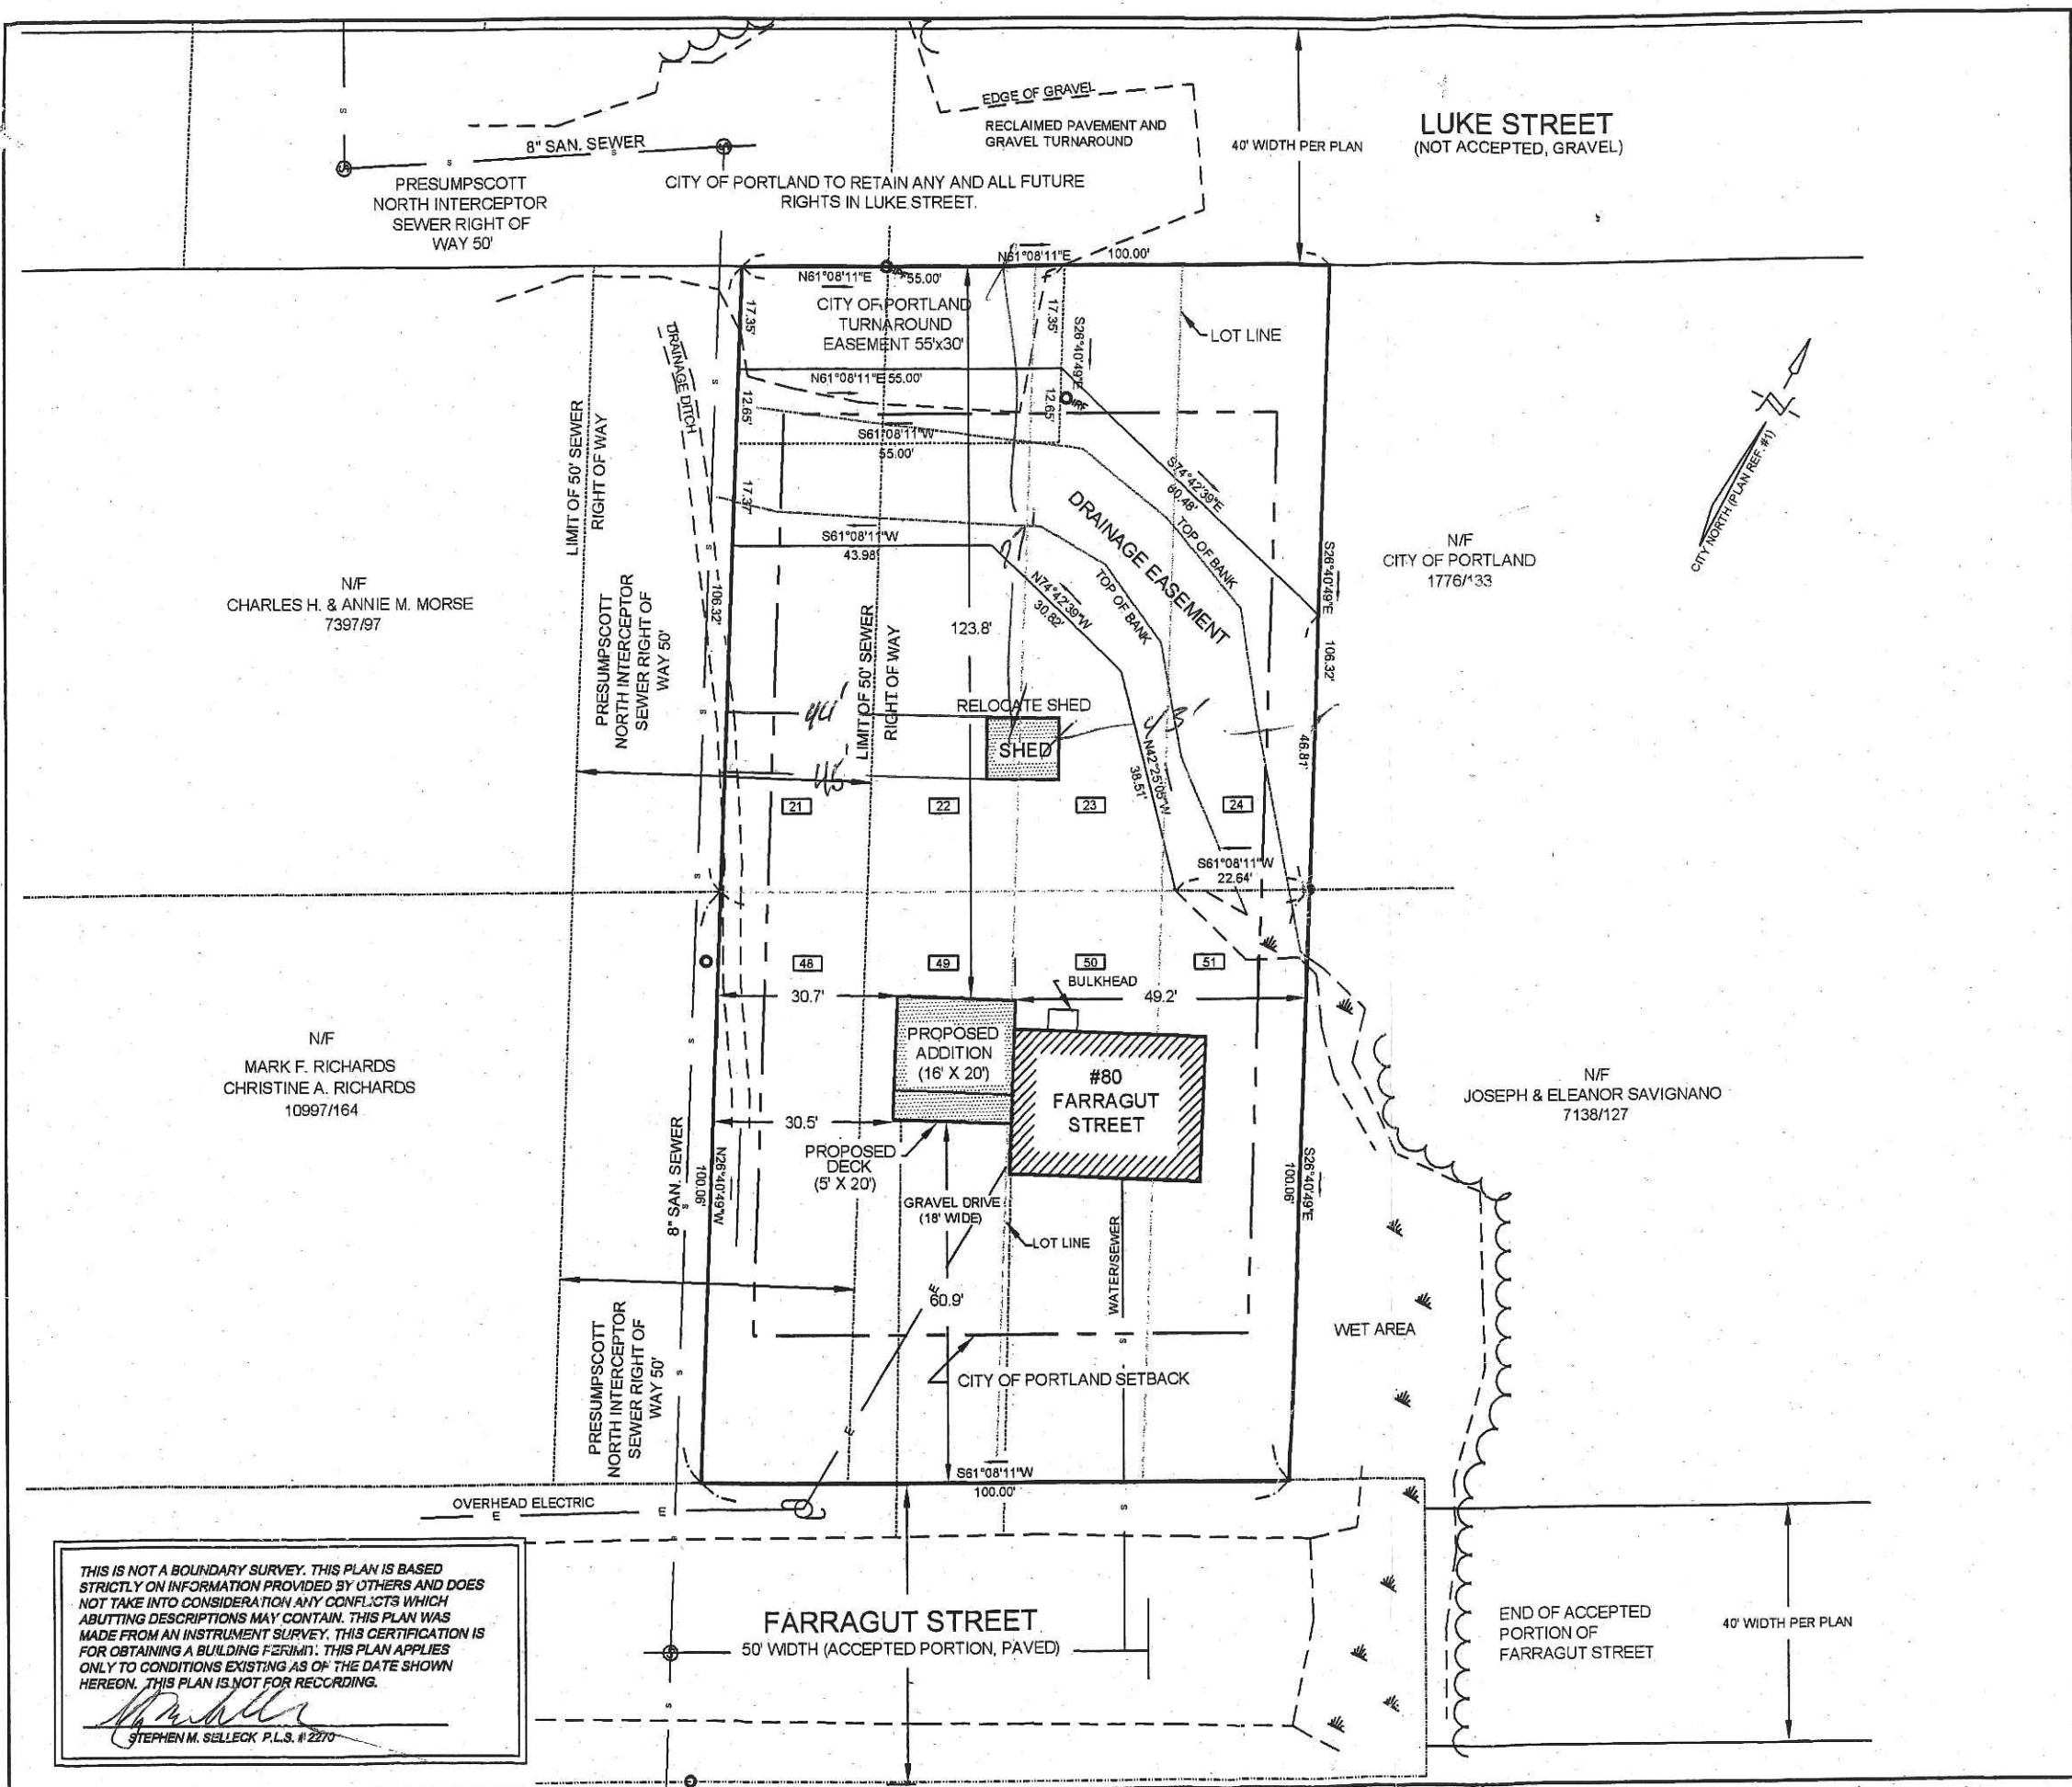 EDGE OF GRAVEL
RECLAIMED PAVEMENT AND
GRAVEL TURNAROUND
40' WIDTH PER PLAN
LUKE STREET
(NOT ACCEPTED, GRAVEL)
8" SAN. SEWER
PRESUMPSCOTT
NORTH INTERCEPTOR
SEWER RIGHT OF
WAY 50'
CITY OF PORTLAND TO RETAIN ANY AND ALL FUTURE
RIGHTS IN LUKE STREET.
N61°08'11"E 100.00'
N61°08'11"E 55.00'
CITY OF PORTLAND
TURNAROUND
EASEMENT 55'x30'
17.35'
17.35'
S26°40'49"E
LOT LINE
DRAINAGE DITCH
N61°08'11"E 55.00'
12.65'
12.65'
IRF
S61°08'11"W
55.00'
17.37'
LIMIT OF 50' SEWER
RIGHT OF WAY
S74°42'39"E
60.48'
DRAINAGE EASEMENT
TOP OF BANK
TOP OF BANK
S61°08'11"W
43.98'
N74°42'39"W
30.82'
CITY NORTH (PLAN REF. #1)
N/F
CITY OF PORTLAND
1776/133
S26°40'49"E
106.32'
N/F
CHARLES H. & ANNIE M. MORSE
7397/97
PRESUMPSCOTT
NORTH INTERCEPTOR
SEWER RIGHT OF
WAY 50'
106.32'
LIMIT OF 50' SEWER
RIGHT OF WAY
123.8'
RELOCATE SHED
SHED
44'
45'
43'
N42°25'05"W
38.51'
46.81'
21
22
23
24
S61°08'11"W
22.64'
48
49
50
51
BULKHEAD
30.7'
49.2'
PROPOSED
ADDITION
(16' X 20')
#80
FARRAGUT
STREET
N/F
MARK F. RICHARDS
CHRISTINE A. RICHARDS
10997/164
N/F
JOSEPH & ELEANOR SAVIGNANO
7138/127
30.5'
PROPOSED
DECK
(5' X 20')
8" SAN. SEWER
100.06'
N26°40'49"W
GRAVEL DRIVE
(18' WIDE)
LOT LINE
WATER/SEWER
S26°40'49"E
100.06'
60.9'
WET AREA
CITY OF PORTLAND SETBACK
PRESUMPSCOTT
NORTH INTERCEPTOR
SEWER RIGHT OF
WAY 50'
S61°08'11"W
100.00'
OVERHEAD ELECTRIC
E
THIS IS NOT A BOUNDARY SURVEY. THIS PLAN IS BASED
STRICTLY ON INFORMATION PROVIDED BY OTHERS AND DOES
NOT TAKE INTO CONSIDERATION ANY CONFLICTS WHICH
ABUTTING DESCRIPTIONS MAY CONTAIN. THIS PLAN WAS
MADE FROM AN INSTRUMENT SURVEY. THIS CERTIFICATION IS
FOR OBTAINING A BUILDING PERIMIT. THIS PLAN APPLIES
ONLY TO CONDITIONS EXISTING AS OF THE DATE SHOWN
HEREON. THIS PLAN IS NOT FOR RECORDING.
STEPHEN M. SELLECK P.L.S. # 2270
FARRAGUT STREET
50' WIDTH (ACCEPTED PORTION, PAVED)
END OF ACCEPTED
PORTION OF
FARRAGUT STREET
40' WIDTH PER PLAN